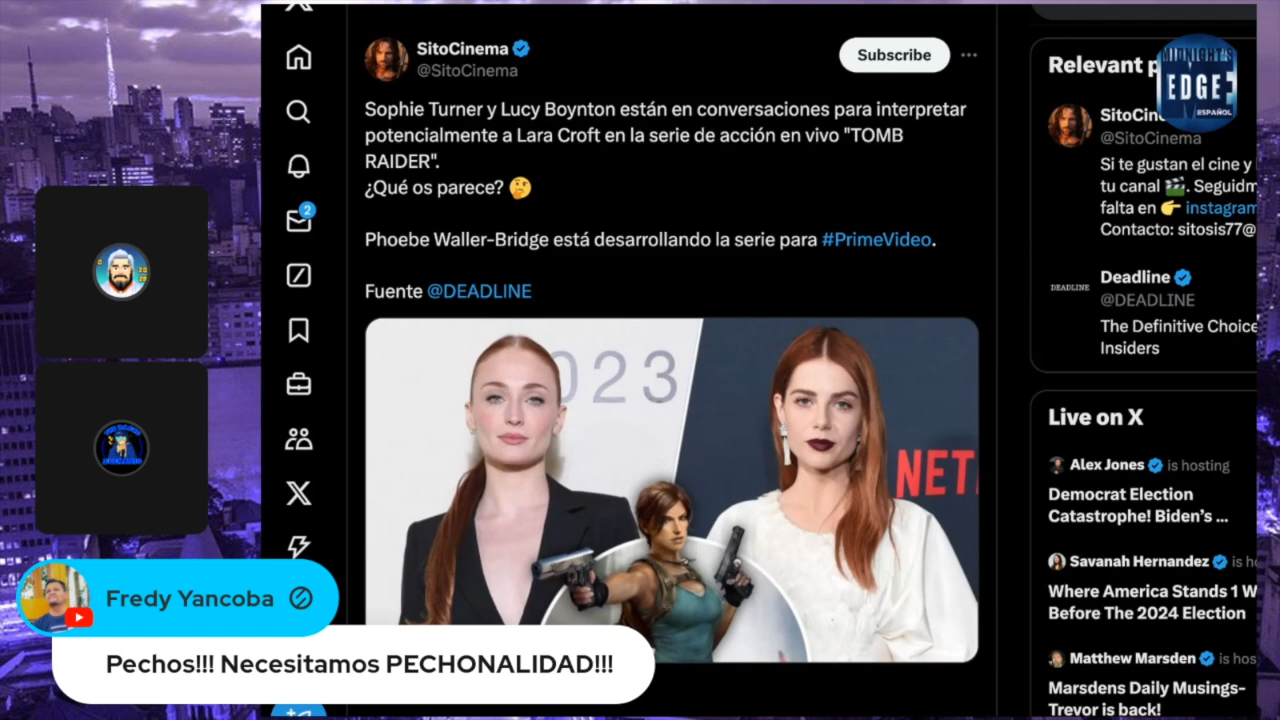 SitoCinema
@SitoCinema
Subscribe
Sophie Turner y Lucy Boynton están en conversaciones para interpretar
potencialmente a Lara Croft en la serie de acción en vivo "TOMB
RAIDER".
¿Qué os parece? 🤔
Phoebe Waller-Bridge está desarrollando la serie para #PrimeVideo.
Fuente @DEADLINE
2
023
NET
Relevant p
MIDNIGHT'S
EDGE
ESPAÑOL
SitoCin
@SitoCinema
Si te gustan el cine y
tu canal 🎬. Seguidm
falta en 👉 instagram
Contacto: sitosis77@
DEADLINE
Deadline
@DEADLINE
The Definitive Choice
Insiders
Live on X
Alex Jones is hosting
Democrat Election
Catastrophe! Biden's ...
Savanah Hernandez is ho
Where America Stands 1 W
Before The 2024 Election
Matthew Marsden is hos
Marsdens Daily Musings-
Trevor is back!
Fredy Yancoba
Pechos!!! Necesitamos PECHONALIDAD!!!